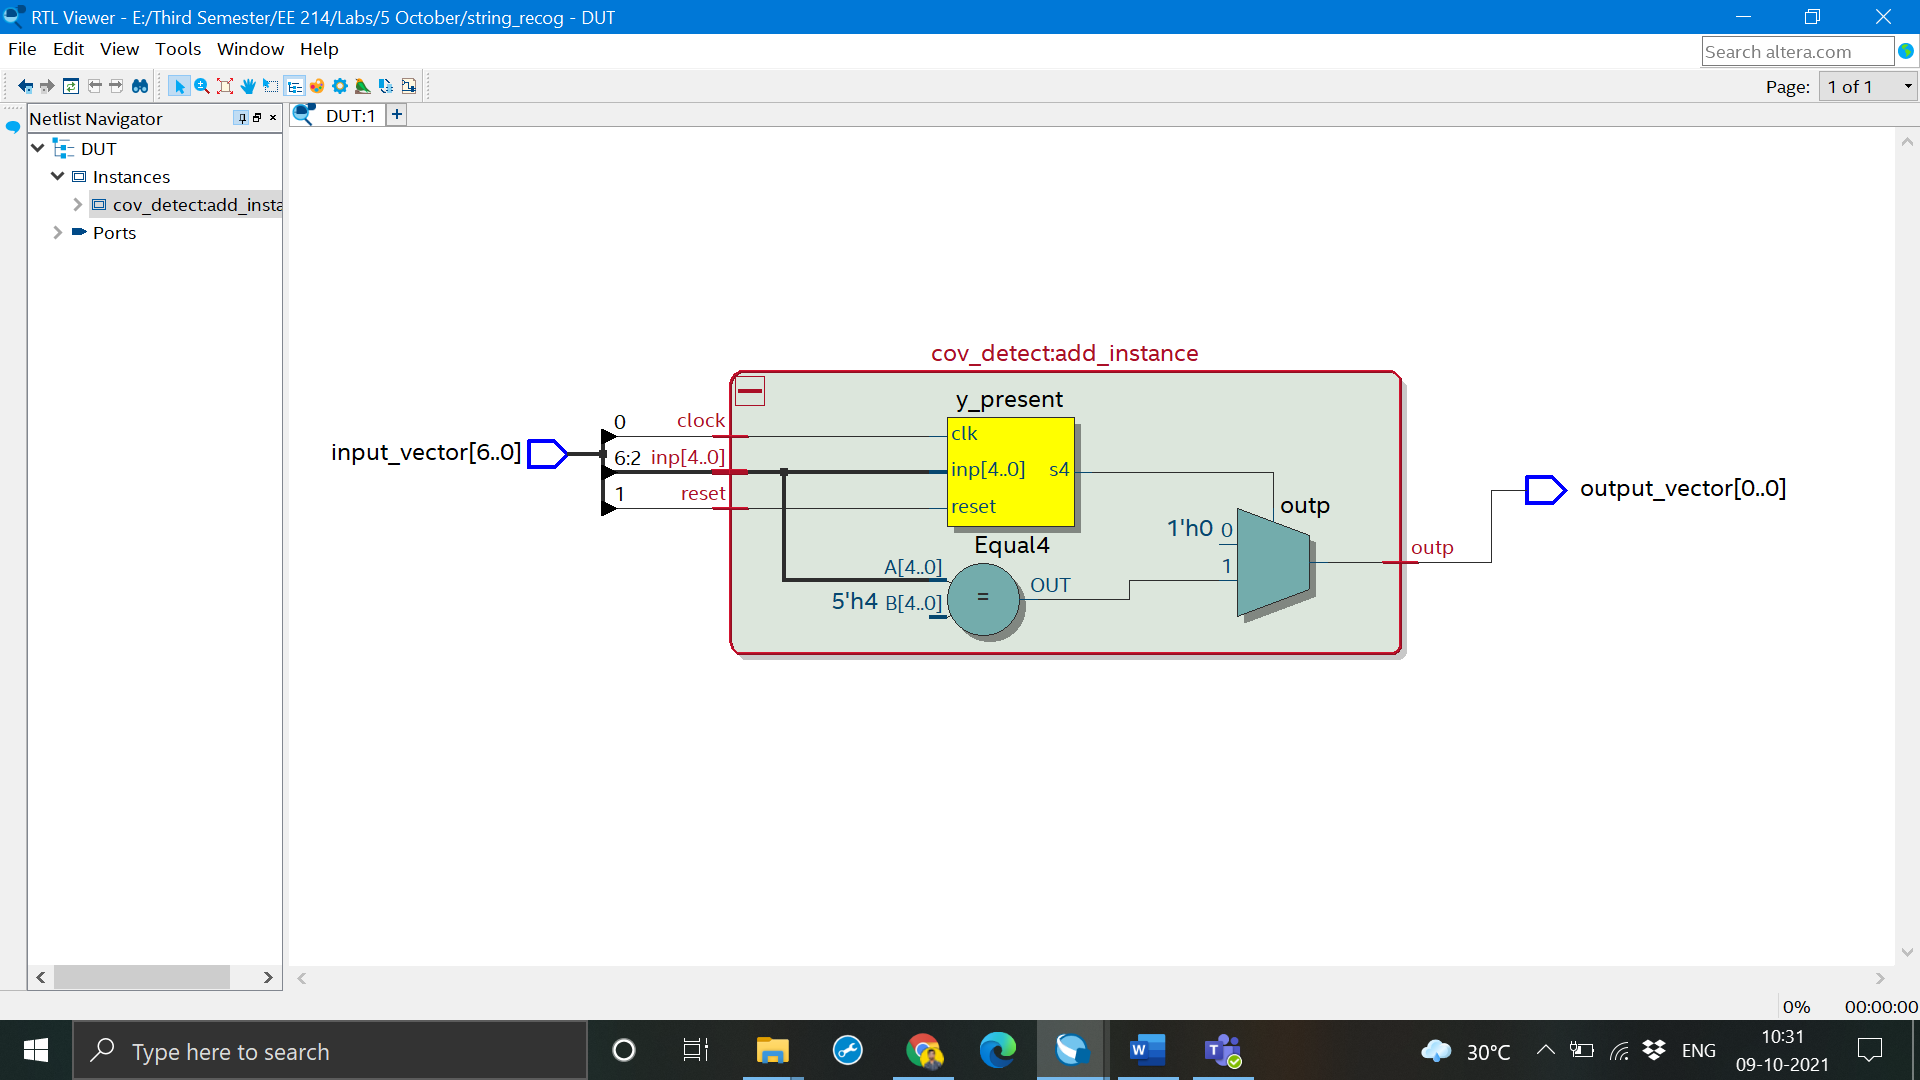 RTL Viewer - E:/Third Semester/EE 214/Labs/5 October/string_recog - DUT
File Edit View Tools Window Help
Search altera.com
Page: 1 of 1
Netlist Navigator
DUT:1
+
DUT
Instances
cov_detect:add_insta
Ports
cov_detect:add_instance
y_present
0
clock
clk
input_vector[6..0]
6:2
inp[4..0]
inp[4..0]
s4
1
reset
reset
output_vector[0..0]
outp
1'h0
0
Equal4
1
outp
A[4..0]
OUT
=
5'h4
B[4..0]
0%
00:00:00
Type here to search
30°C
ENG
10:31
09-10-2021